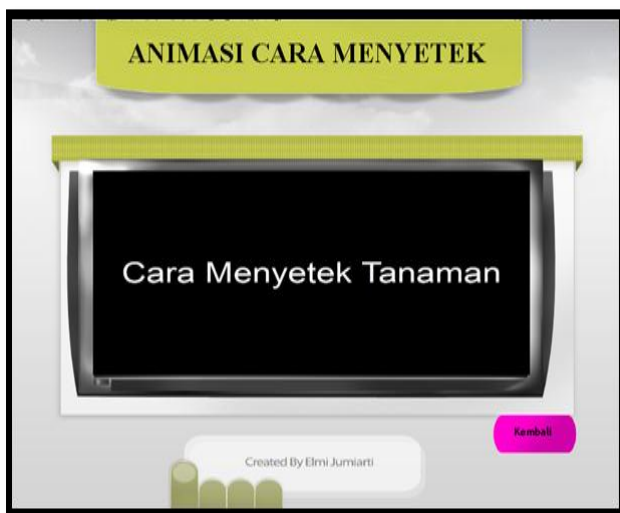 ANIMASI CARA MENYETEK
Cara Menyetek Tanaman
Kembali
Created By Elmi Jumiarti